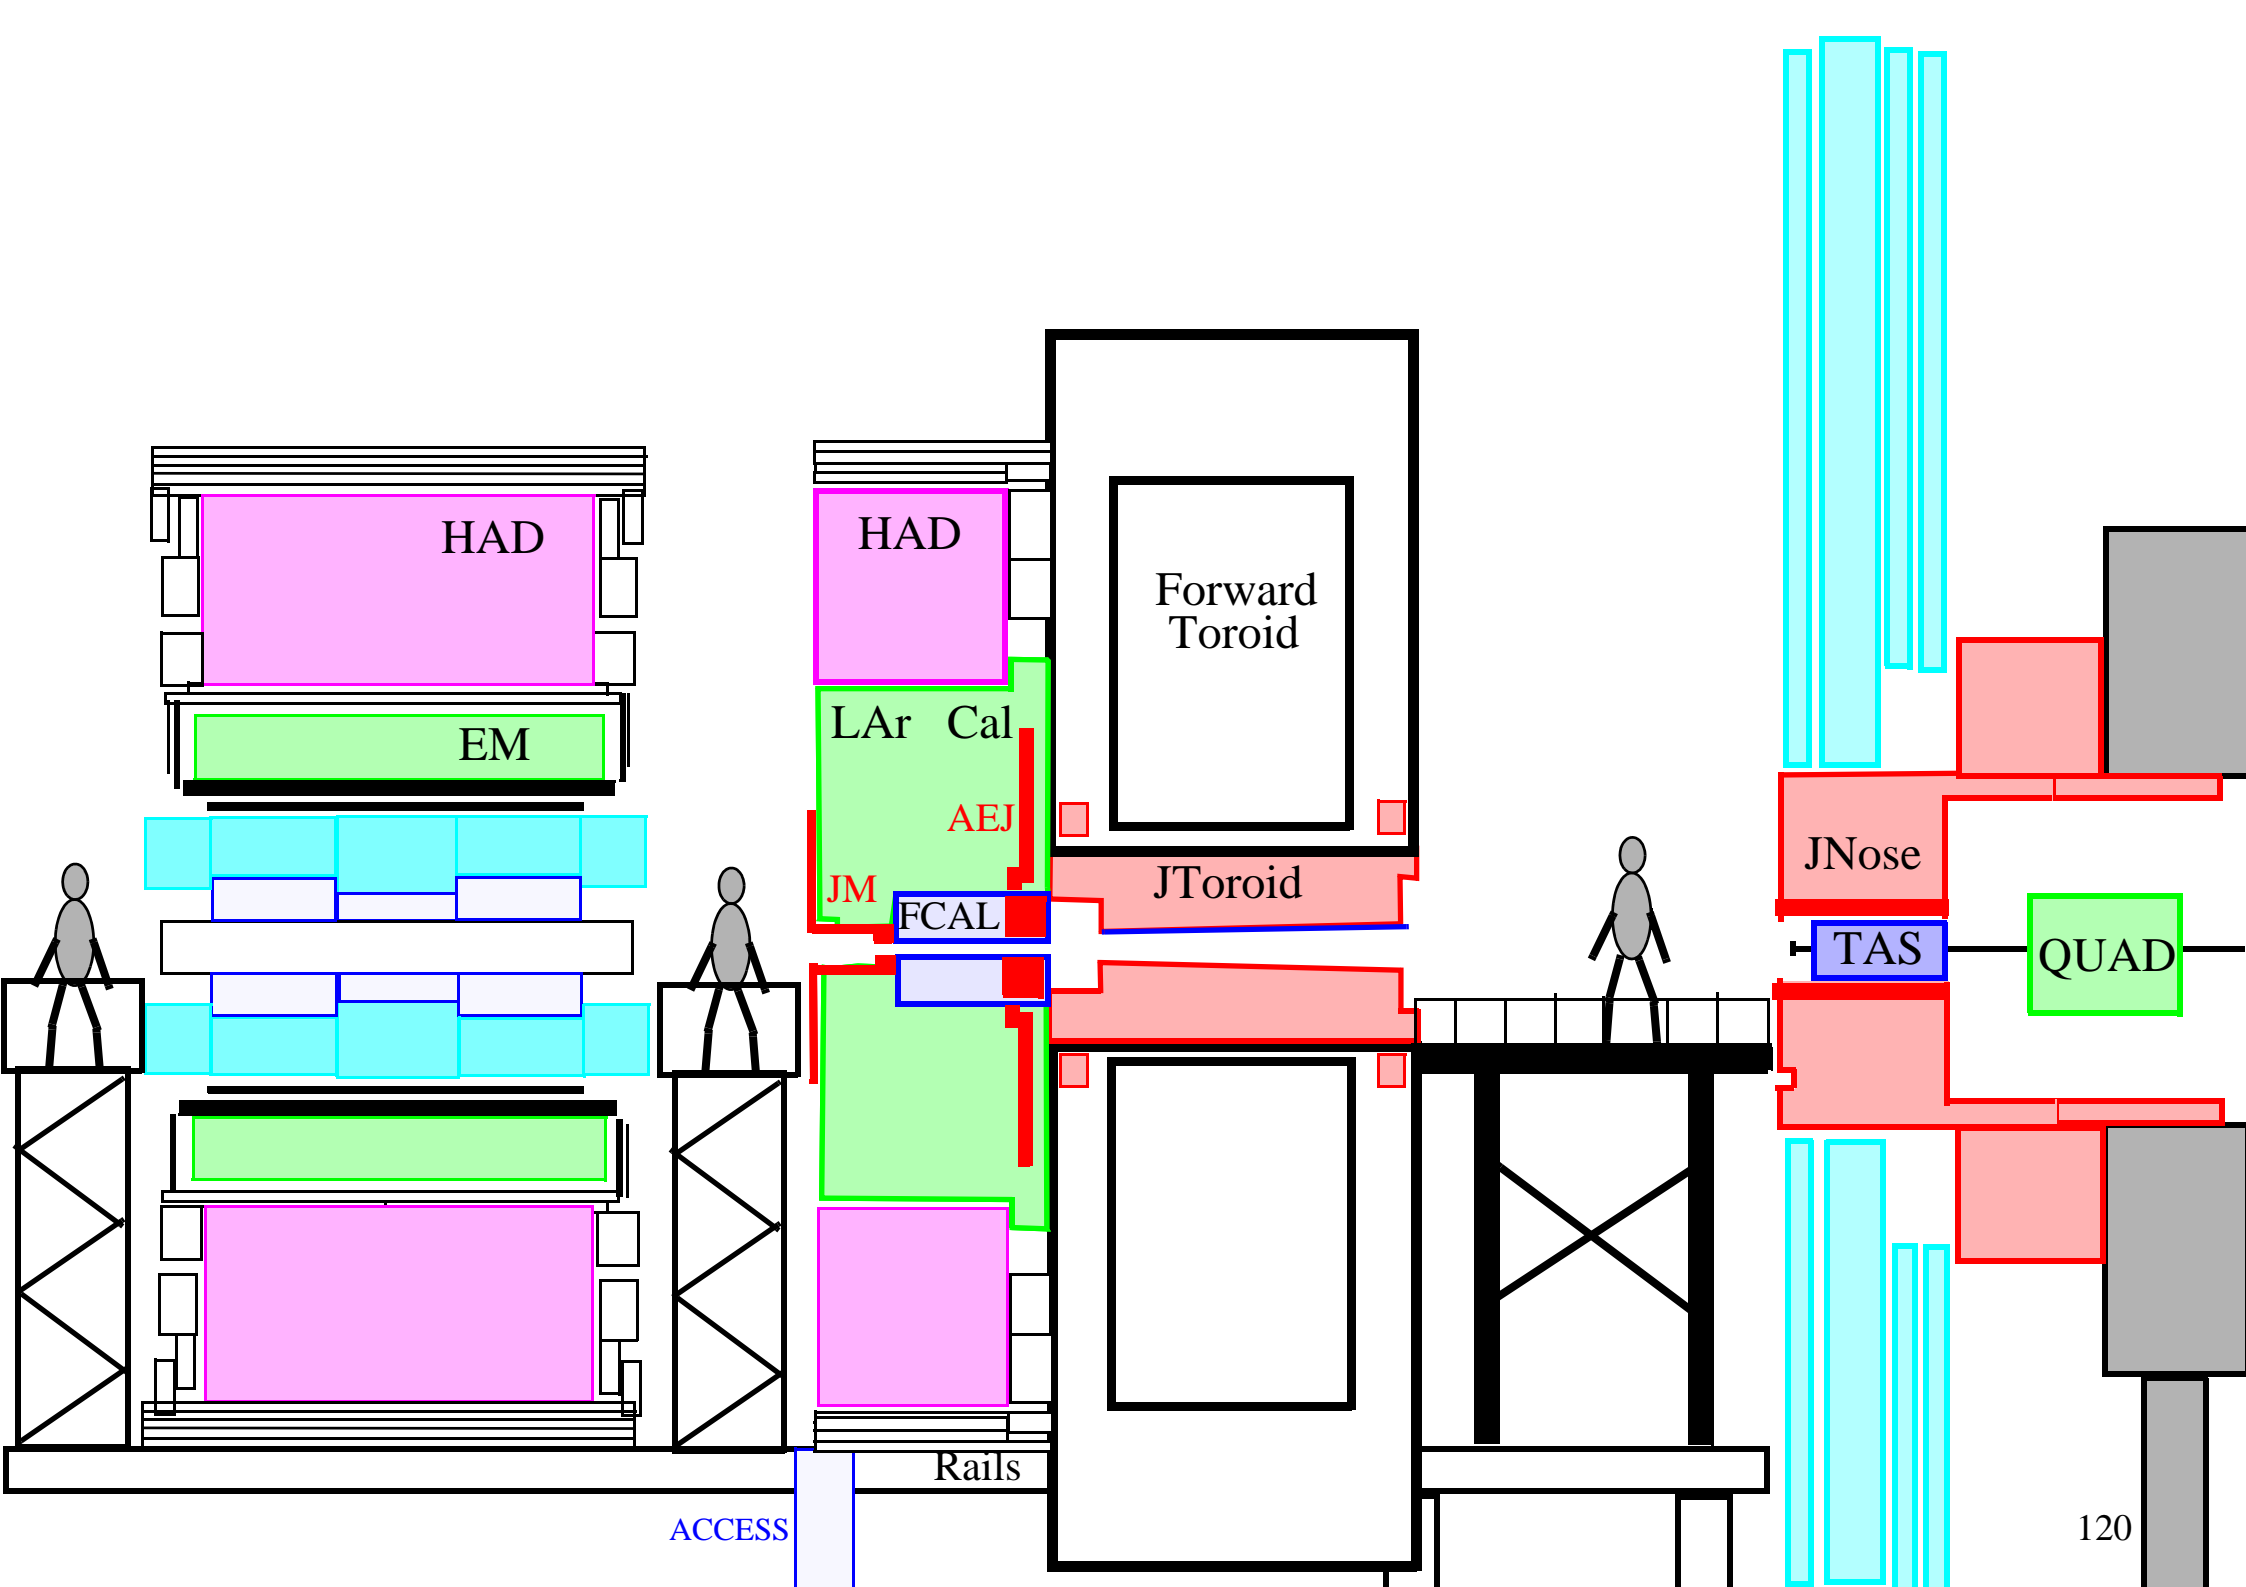 HAD
HAD
Forward
Toroid
LAr Cal
EM
AEJ
JM
JToroid
JNose
FCAL
TAS
QUAD
Rails
ACCESS
120